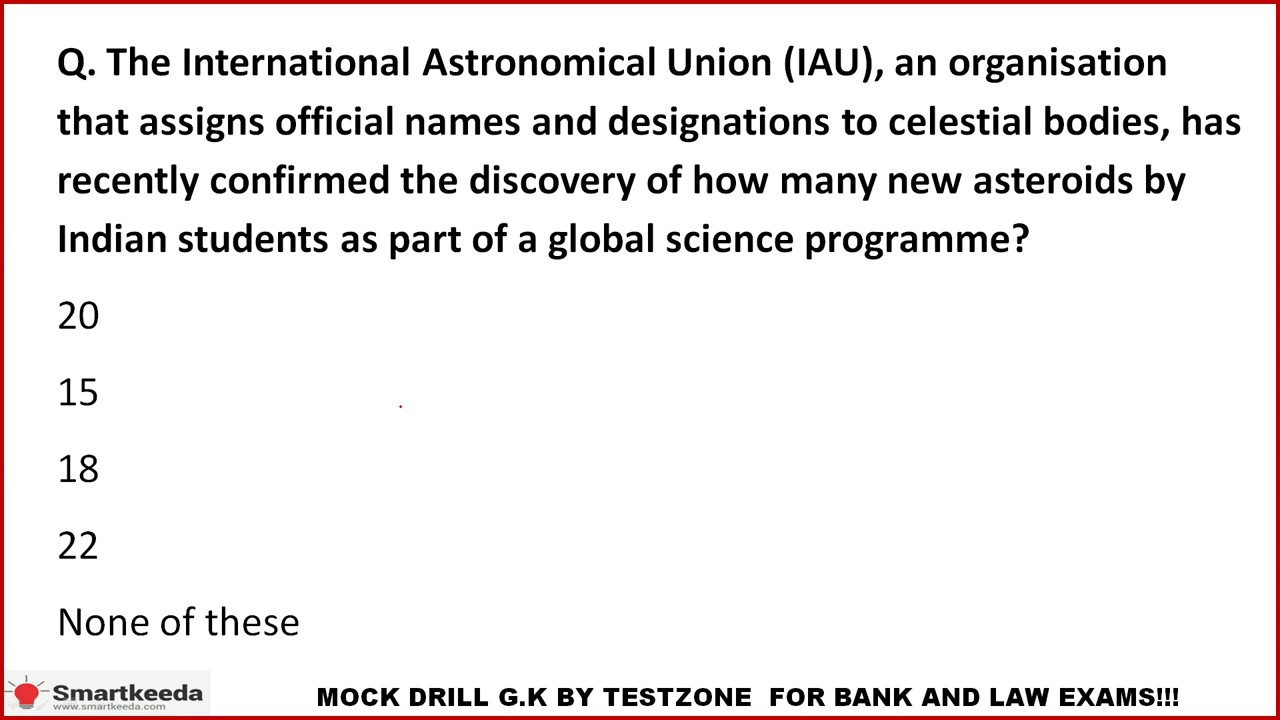 Q. The International Astronomical Union (IAU), an organisation
that assigns official names and designations to celestial bodies, has
recently confirmed the discovery of how many new asteroids by
Indian students as part of a global science programme?
20
15
18
22
None of these
Smartkeeda
www.smartkeeda.com
MOCK DRILL G.K BY TESTZONE FOR BANK AND LAW EXAMS!!!